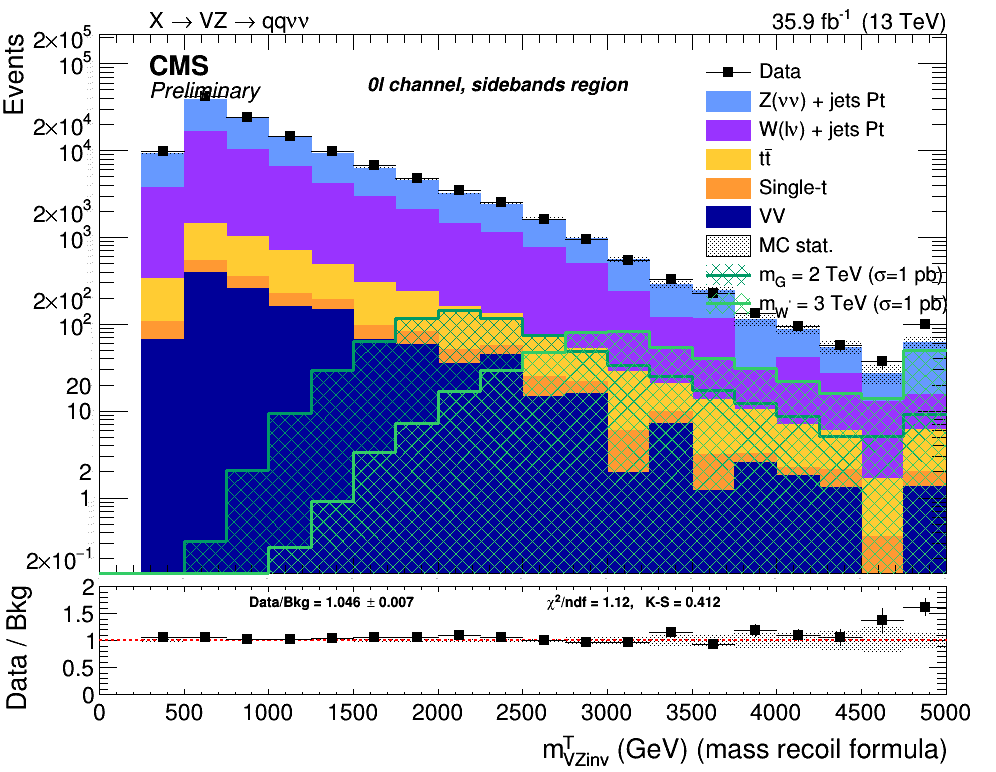 X → VZ → qqνν
35.9 fb⁻¹ (13 TeV)
Events
2×10⁵
10⁵
2×10⁴
10⁴
2×10³
10³
2×10²
10²
20
10
2
1
2×10⁻¹
CMS
Preliminary
0l channel, sidebands region
Data
Z(νν) + jets Pt
W(lν) + jets Pt
tt̄
Single-t
VV
MC stat.
m_G = 2 TeV (σ=1 pb)
m_W' = 3 TeV (σ=1 pb)
Data / Bkg
2
1.5
1
0.5
0
Data/Bkg = 1.046 ± 0.007
χ²/ndf = 1.12, K-S = 0.412
0 500 1000 1500 2000 2500 3000 3500 4000 4500 5000
m^T_VZinv (GeV) (mass recoil formula)